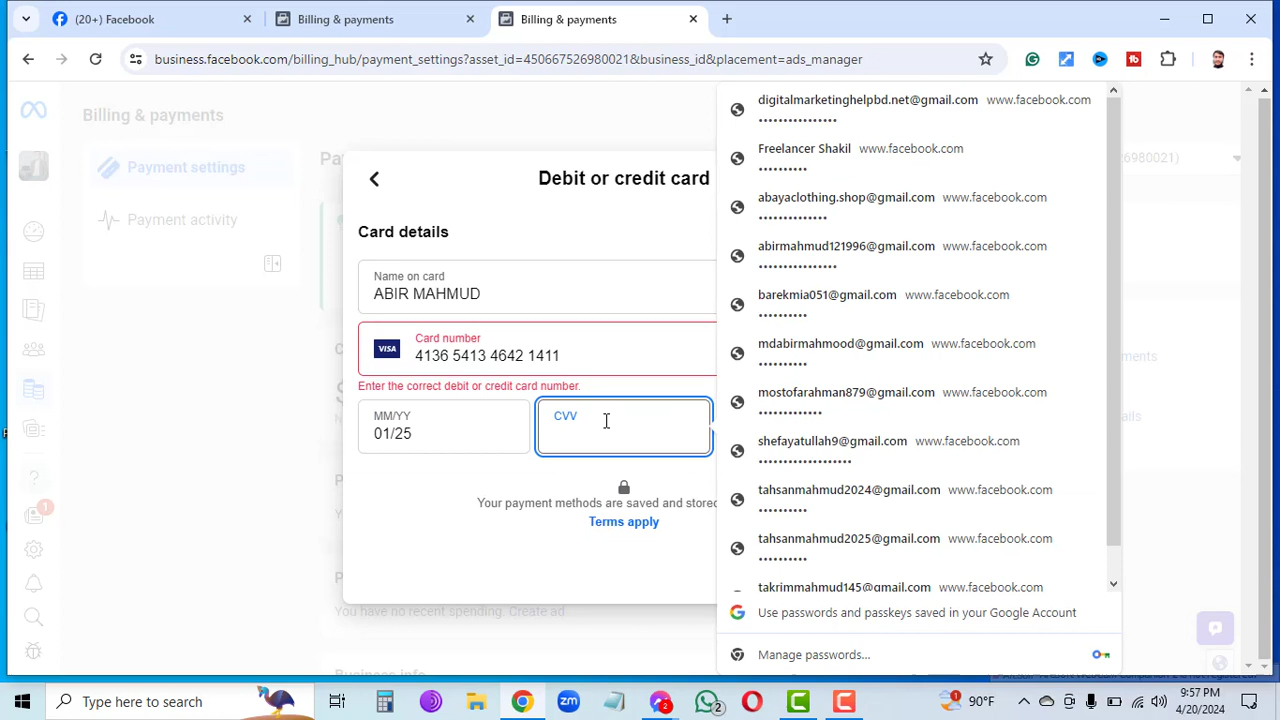 (20+) Facebook
Billing & payments
Billing & payments
business.facebook.com/billing_hub/payment_settings?asset_id=450667526980021&business_id&placement=ads_manager
Billing & payments
Payment settings
Payment activity
Debit or credit card
Card details
Name on card
ABIR MAHMUD
VISA
Card number
4136 5413 4642 1411
Enter the correct debit or credit card number.
MM/YY
01/25
CVV
Your payment methods are saved and stored
Terms apply
You have no recent spending. Create ad
Business info
digitalmarketinghelpbd.net@gmail.com www.facebook.com
••••••••••••••••
Freelancer Shakil www.facebook.com
••••••••••
abayaclothing.shop@gmail.com www.facebook.com
••••••••••••••
abirmahmud121996@gmail.com www.facebook.com
••••••••••••••••
barekmia051@gmail.com www.facebook.com
••••••••••
mdabirmahmood@gmail.com www.facebook.com
••••••••••
mostofarahman879@gmail.com www.facebook.com
•••••••••••••
shefayatullah9@gmail.com www.facebook.com
•••••••••••••••••••
tahsanmahmud2024@gmail.com www.facebook.com
••••••••••
tahsanmahmud2025@gmail.com www.facebook.com
••••••••••
takrimmahmud145@gmail.com www.facebook.com
Use passwords and passkeys saved in your Google Account
Manage passwords...
6980021)
1
Type here to search
zm
2
2
90°F
9:57 PM
4/20/2024